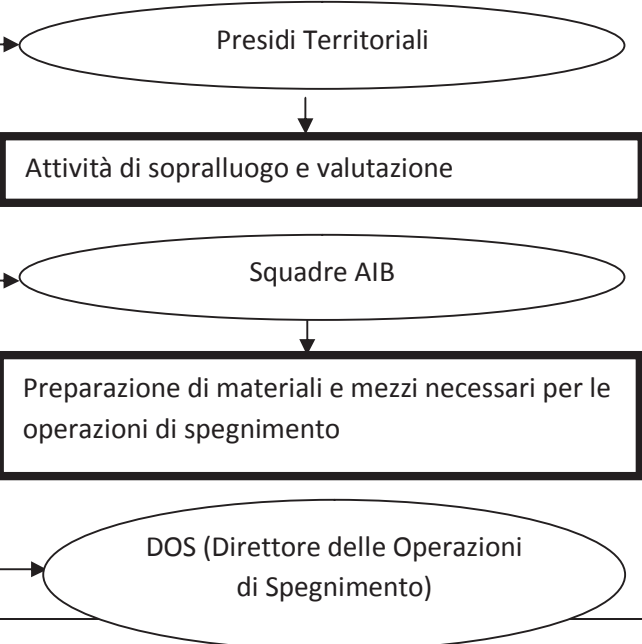 Presidi Territoriali
Attività di sopralluogo e valutazione
Squadre AIB
Preparazione di materiali e mezzi necessari per le
operazioni di spegnimento
DOS (Direttore delle Operazioni
di Spegnimento)